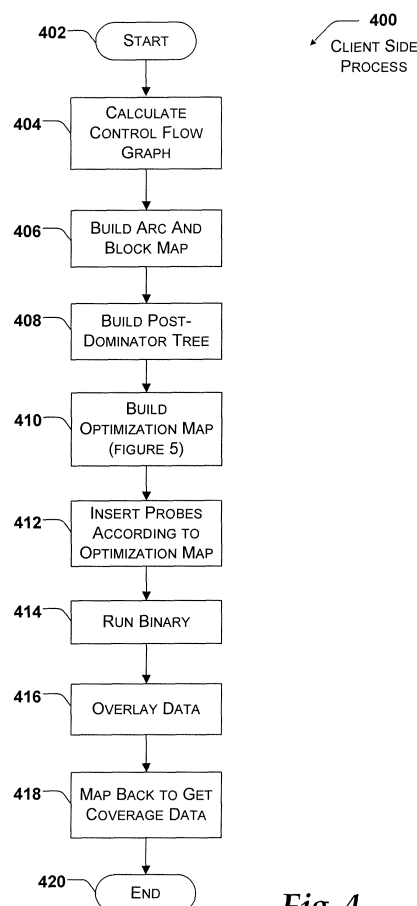 400
CLIENT SIDE
PROCESS
402
START
404
CALCULATE
CONTROL FLOW
GRAPH
406
BUILD ARC AND
BLOCK MAP
408
BUILD POST-
DOMINATOR TREE
410
BUILD
OPTIMIZATION MAP
(FIGURE 5)
412
INSERT PROBES
ACCORDING TO
OPTIMIZATION MAP
414
RUN BINARY
416
OVERLAY DATA
418
MAP BACK TO GET
COVERAGE DATA
420
END
Fig. 4